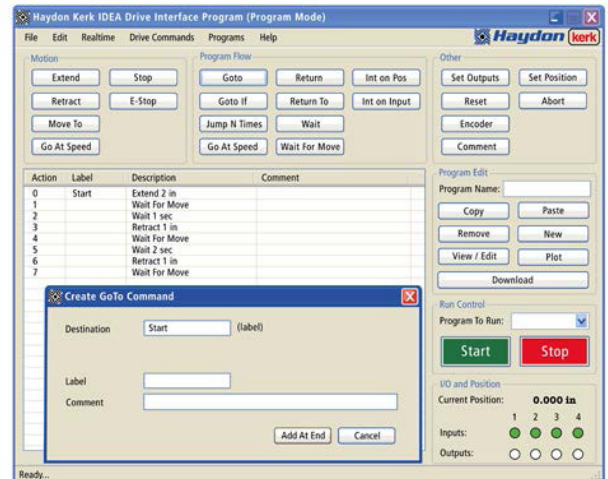 Haydon Kerk IDEA Drive Interface Program (Program Mode)
File Edit Realtime Drive Commands Programs Help
Haydon kerk
Motion
Extend Stop
Retract E-Stop
Move To
Go At Speed
Program Flow
Goto Return Int on Pos
Goto If Return To Int on Input
Jump N Times Wait
Go At Speed Wait For Move
Other
Set Outputs Set Position
Reset Abort
Encoder
Comment
Action Label Description Comment
0 Start Extend 2 in
1 Wait For Move
2 Wait 1 sec
3 Retract 1 in
4 Wait For Move
5 Wait 2 sec
6 Retract 1 in
7 Wait For Move
Create GoTo Command
Destination Start (label)
Label
Comment
Add At End Cancel
Program Edit
Program Name:
Copy Paste
Remove New
View / Edit Plot
Download
Run Control
Program To Run:
Start Stop
I/O and Position
Current Position: 0.000 in
1 2 3 4
Inputs:
Outputs:
Ready...